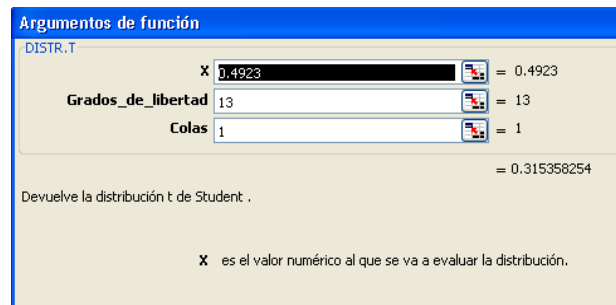 Argumentos de función
DISTR.T
X 0.4923 = 0.4923
Grados_de_libertad 13 = 13
Colas 1 = 1
= 0.315358254
Devuelve la distribución t de Student .
X es el valor numérico al que se va a evaluar la distribución.